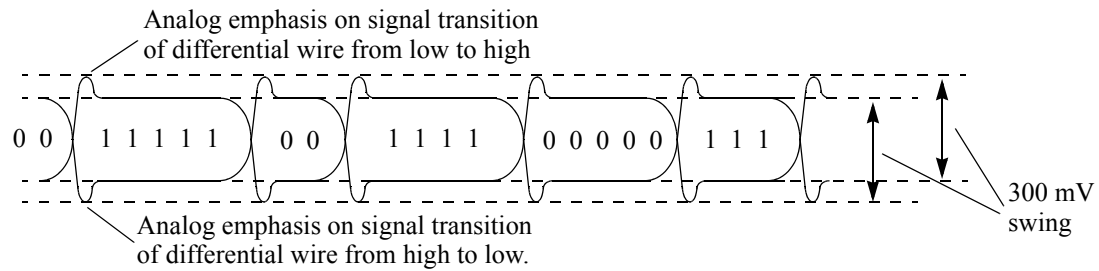 Analog emphasis on signal transition
of differential wire from low to high
0 0 1 1 1 1 1 0 0 1 1 1 1 0 0 0 0 0 1 1 1
300 mV
swing
Analog emphasis on signal transition
of differential wire from high to low.